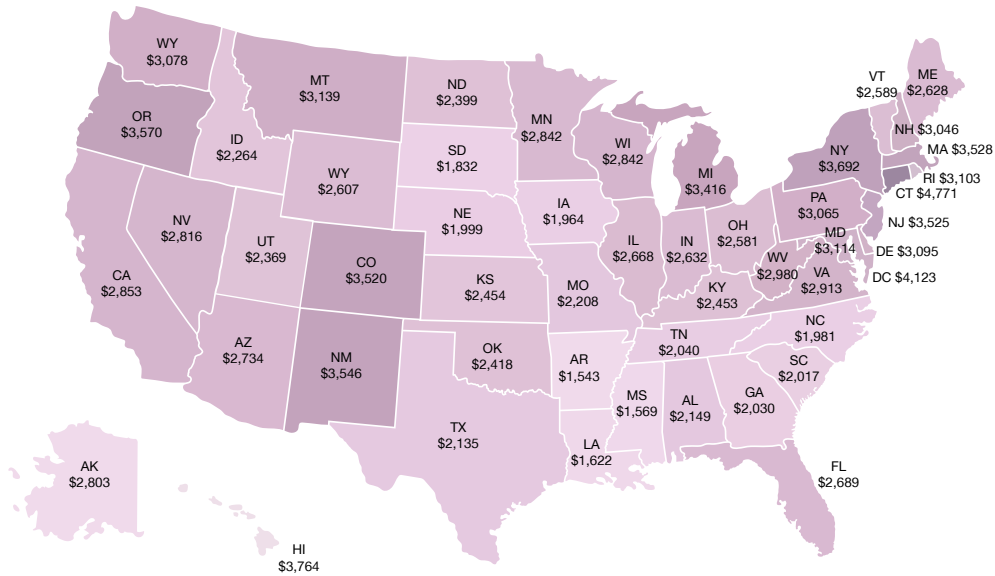 WY
$3,078
MT
$3,139
ND
$2,399
MN
$2,842
VT
$2,589
ME
$2,628
OR
$3,570
ID
$2,264
SD
$1,832
WI
$2,842
NH $3,046
NY
$3,692
MA $3,528
WY
$2,607
MI
$3,416
RI $3,103
CT $4,771
NV
$2,816
NE
$1,999
IA
$1,964
PA
$3,065
NJ $3,525
UT
$2,369
IL
$2,668
IN
$2,632
OH
$2,581
MD
$3,114
DE $3,095
CA
$2,853
CO
$3,520
KS
$2,454
MO
$2,208
WV
$2,980
VA
$2,913
DC $4,123
KY
$2,453
AZ
$2,734
NM
$3,546
OK
$2,418
AR
$1,543
TN
$2,040
NC
$1,981
SC
$2,017
MS
$1,569
AL
$2,149
GA
$2,030
TX
$2,135
LA
$1,622
AK
$2,803
FL
$2,689
HI
$3,764